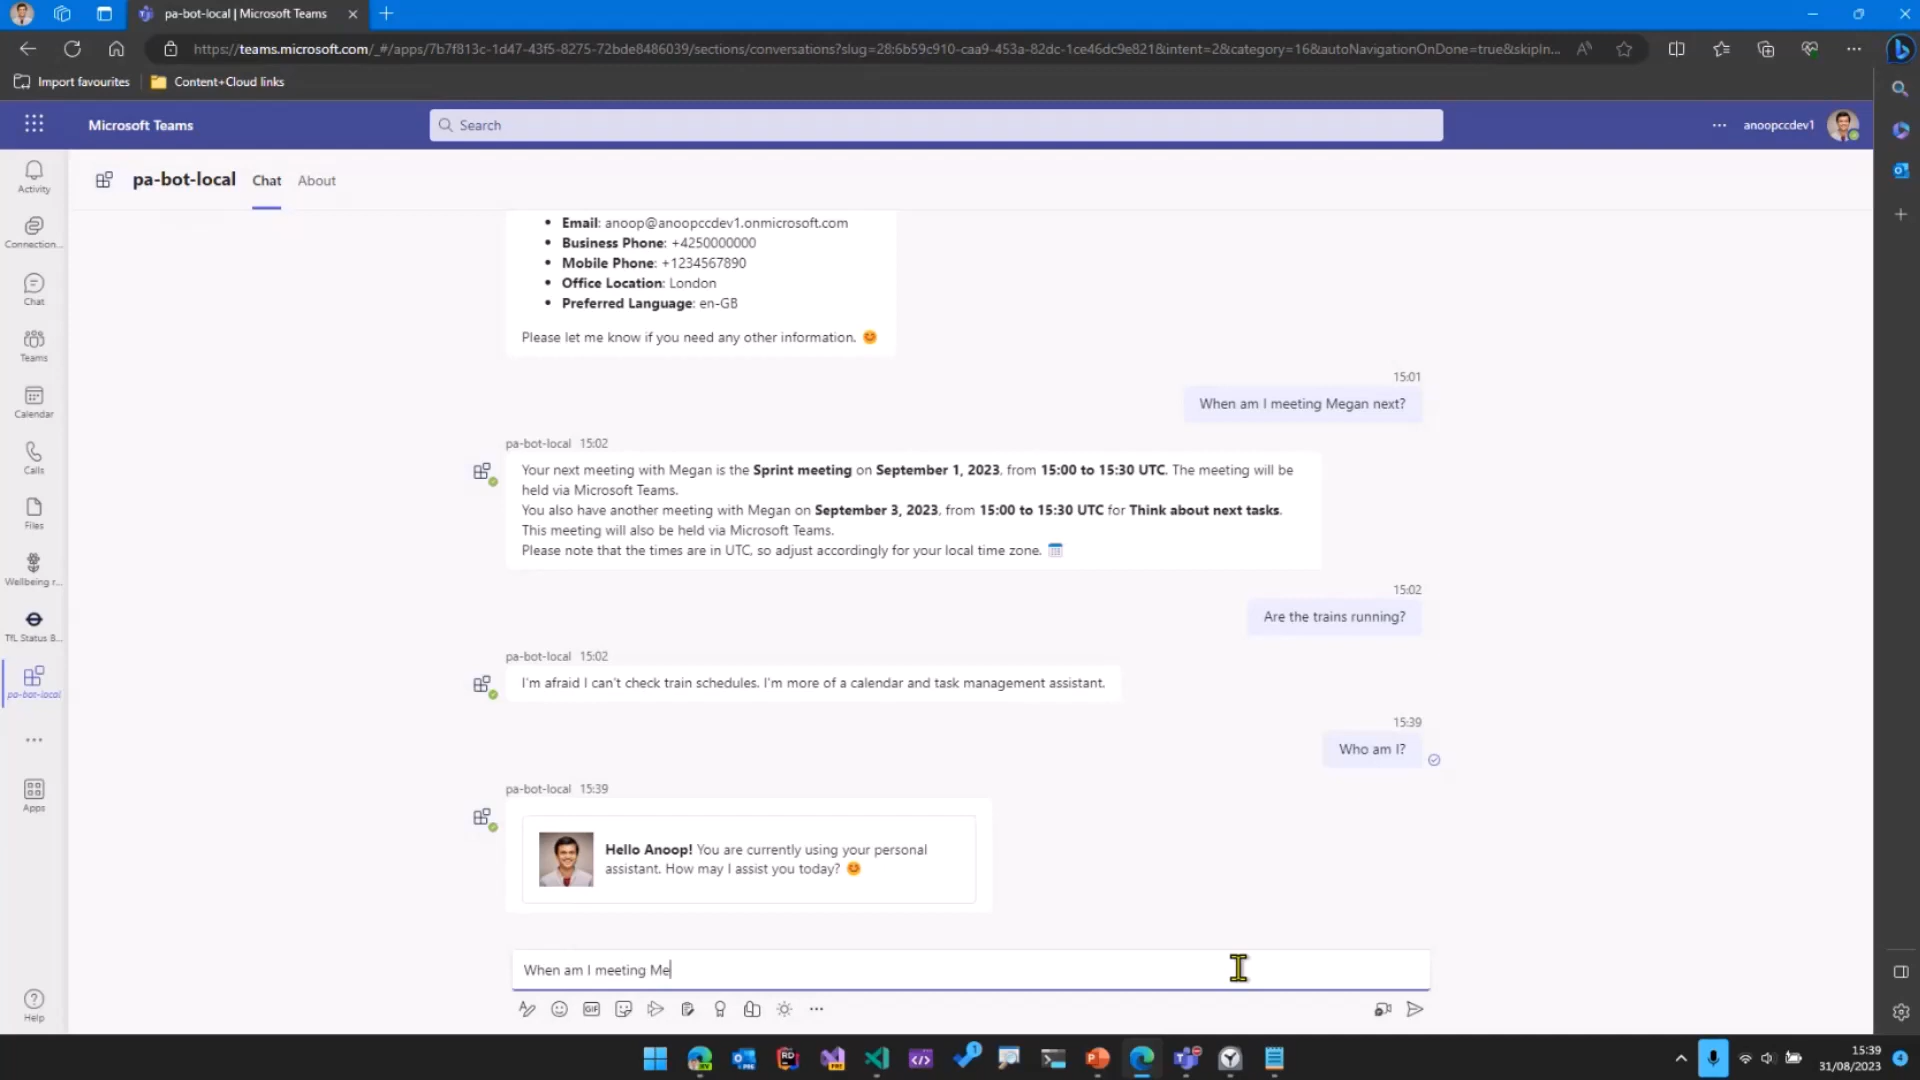 pa-bot-local | Microsoft Teams
https://teams.microsoft.com/_#/apps/7b7f813c-1d47-43f5-8275-72bde8486039/sections/conversations?slug=28:6b59c910-caa9-453a-82dc-1ce46dc9e821&intent=2&category=16&autoNavigationOnDone=true&skipIn...
Import favourites
Content+Cloud links
Microsoft Teams
Search
anoopccdev1
Activity
Connection...
Chat
Teams
Calendar
Calls
Files
Wellbeing r...
TfL Status B...
pa-bot-local
Apps
Help
pa-bot-local Chat About
• Email: anoop@anoopccdev1.onmicrosoft.com
• Business Phone: +4250000000
• Mobile Phone: +1234567890
• Office Location: London
• Preferred Language: en-GB
Please let me know if you need any other information. 😊
15:01
When am I meeting Megan next?
pa-bot-local 15:02
Your next meeting with Megan is the Sprint meeting on September 1, 2023, from 15:00 to 15:30 UTC. The meeting will be
held via Microsoft Teams.
You also have another meeting with Megan on September 3, 2023, from 15:00 to 15:30 UTC for Think about next tasks.
This meeting will also be held via Microsoft Teams.
Please note that the times are in UTC, so adjust accordingly for your local time zone. 📅
15:02
Are the trains running?
pa-bot-local 15:02
I'm afraid I can't check train schedules. I'm more of a calendar and task management assistant.
15:39
Who am I?
pa-bot-local 15:39
Hello Anoop! You are currently using your personal
assistant. How may I assist you today? 😊
When am I meeting Me
GIF
15:39
31/08/2023
4